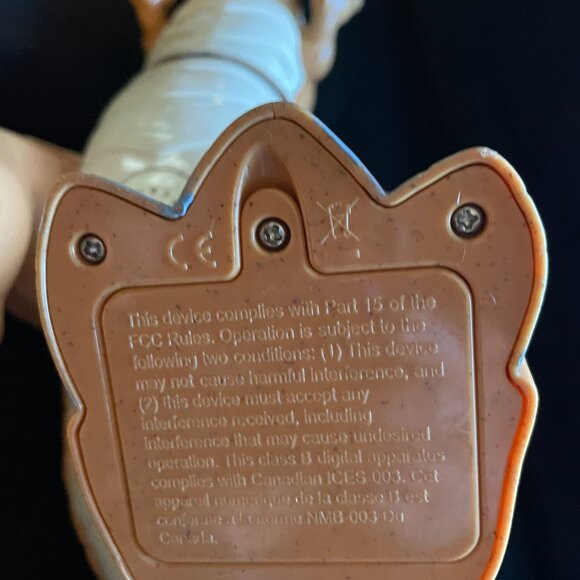 CE
This device complies with Part 15 of the
FCC Rules. Operation is subject to the
following two conditions: (1) This device
may not cause harmful interference, and
(2) this device must accept any
interference received, including
interference that may cause undesired
operation. This class B digital apparatus
complies with Canadian ICES-003. Cet
appareil numerique de la classe B est
conforme a la norme NMB-003 Du
Canada.